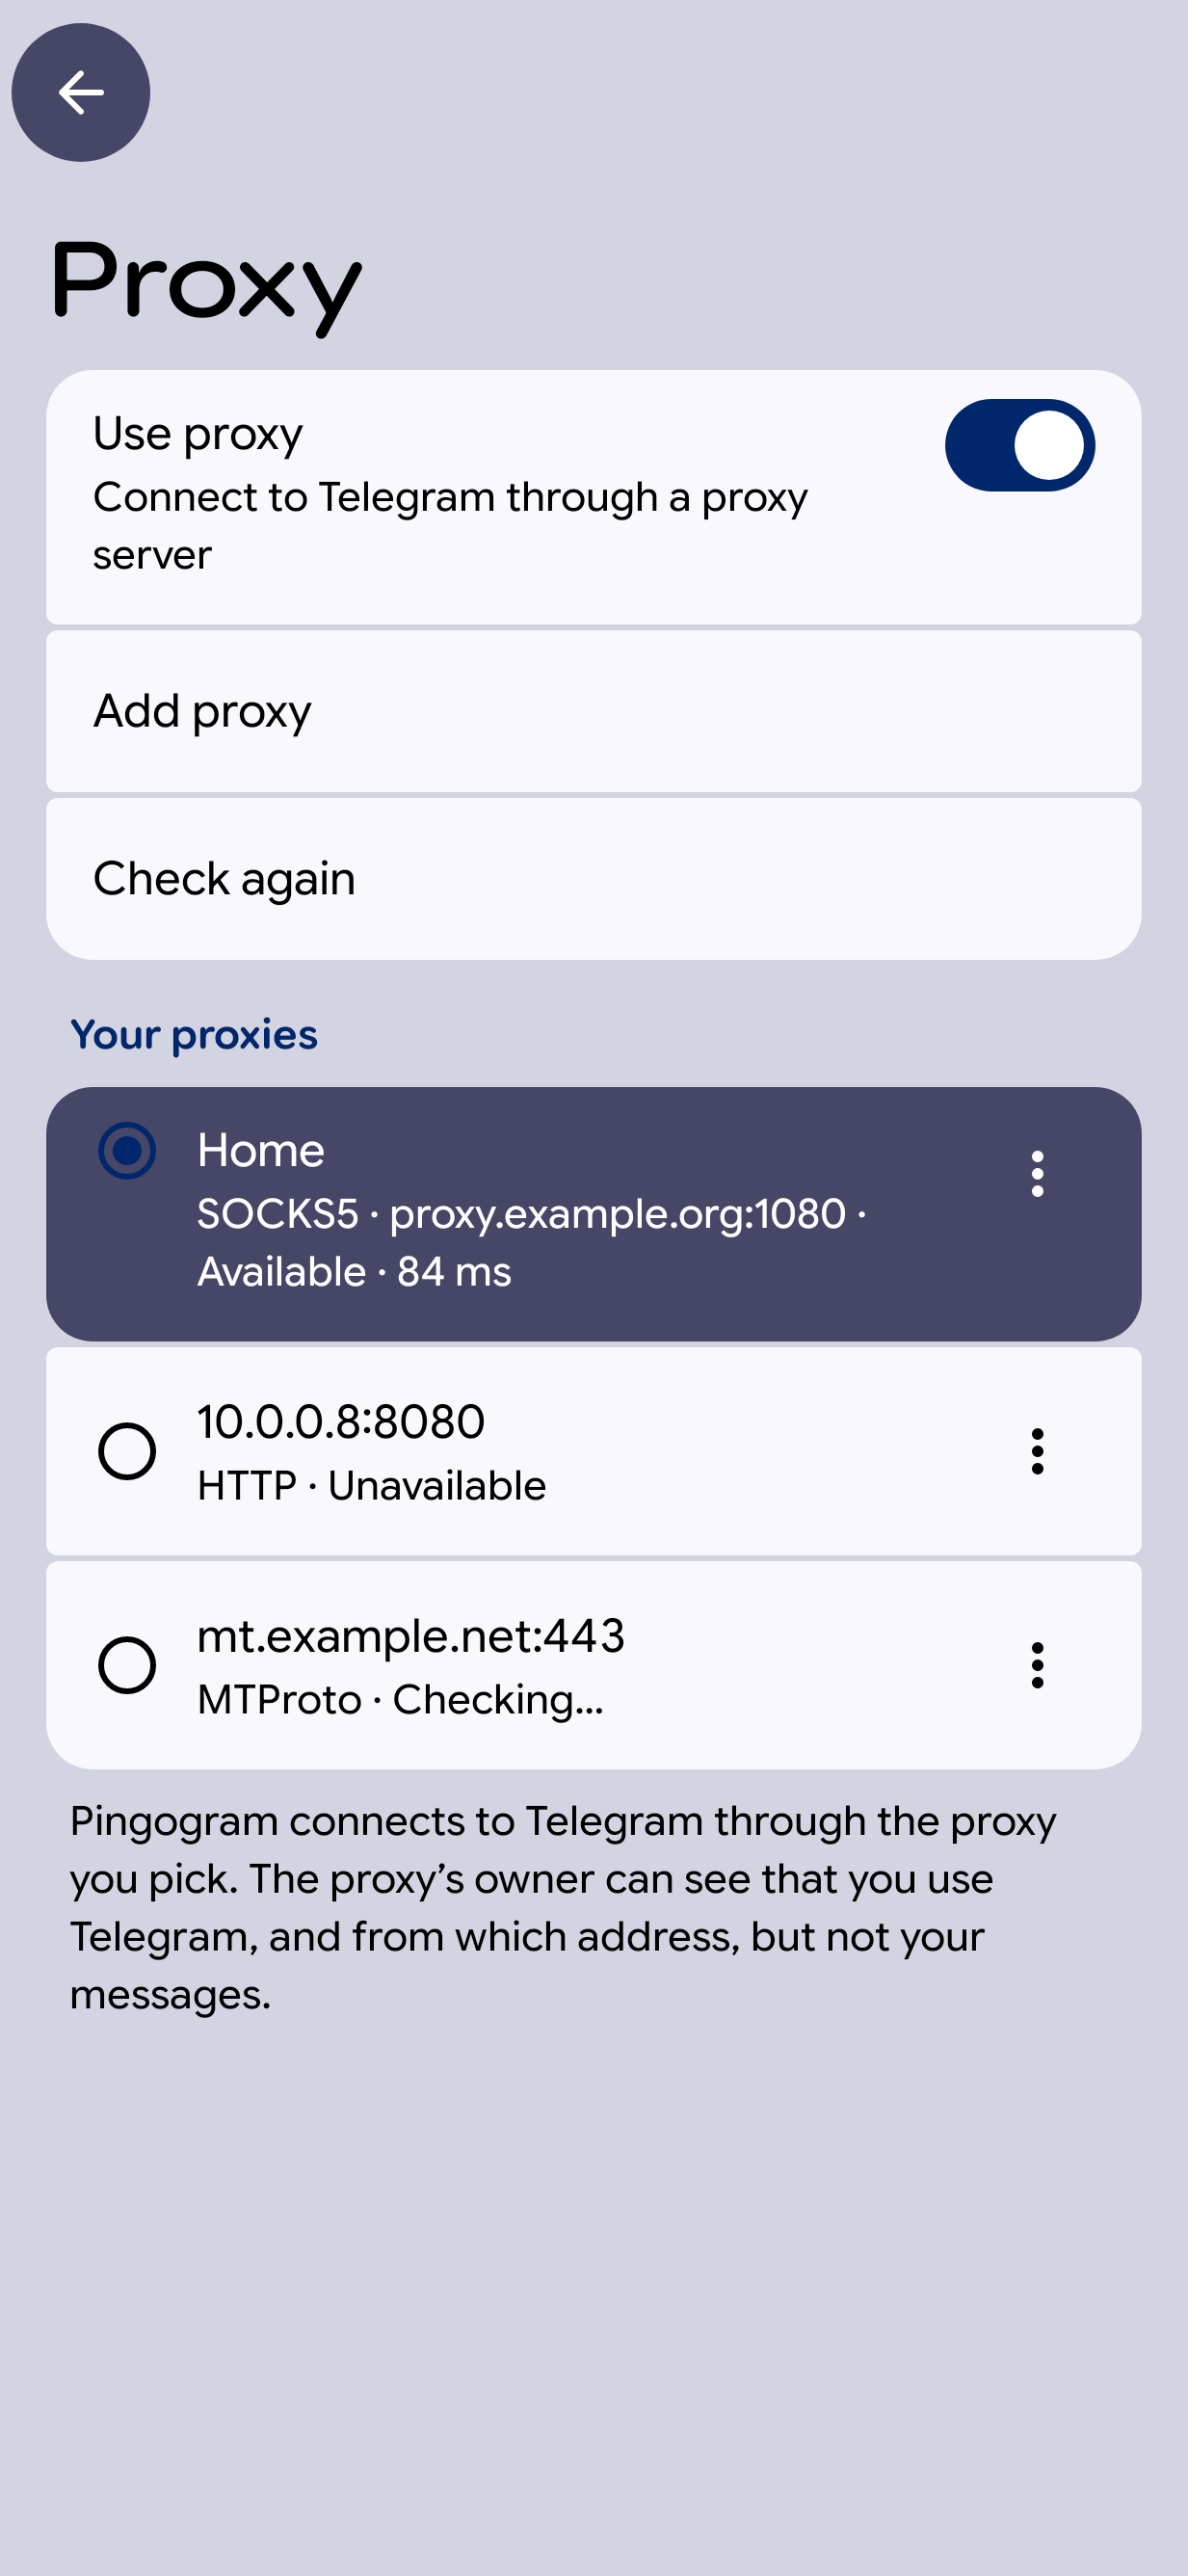 Proxy
Use proxy
Connect to Telegram through a proxy
server
Add proxy
Check again
Your proxies
Home
SOCKS5 · proxy.example.org:1080 ·
Available · 84 ms
10.0.0.8:8080
HTTP · Unavailable
mt.example.net:443
MTProto · Checking…
Pingogram connects to Telegram through the proxy
you pick. The proxy’s owner can see that you use
Telegram, and from which address, but not your
messages.